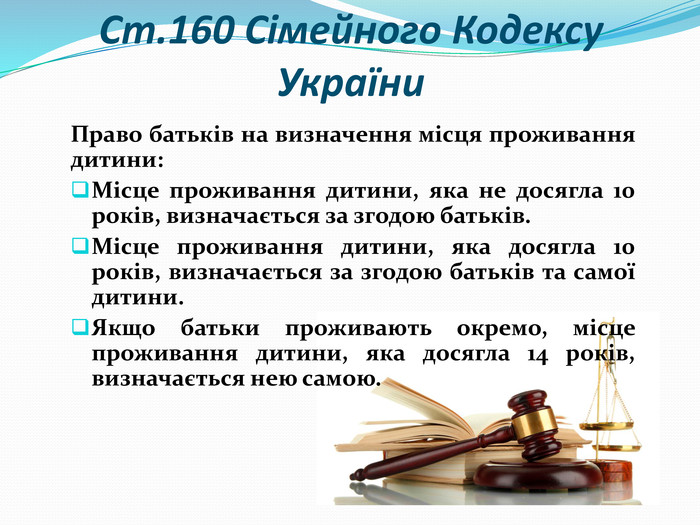 Ст.160 Сімейного Кодексу
України
Право батьків на визначення місця проживання
дитини:
Місце проживання дитини, яка не досягла 10
років, визначається за згодою батьків.
Місце проживання дитини, яка досягла 10
років, визначається за згодою батьків та самої
дитини.
Якщо батьки проживають окремо, місце
проживання дитини, яка досягла 14 років,
визначається нею самою.